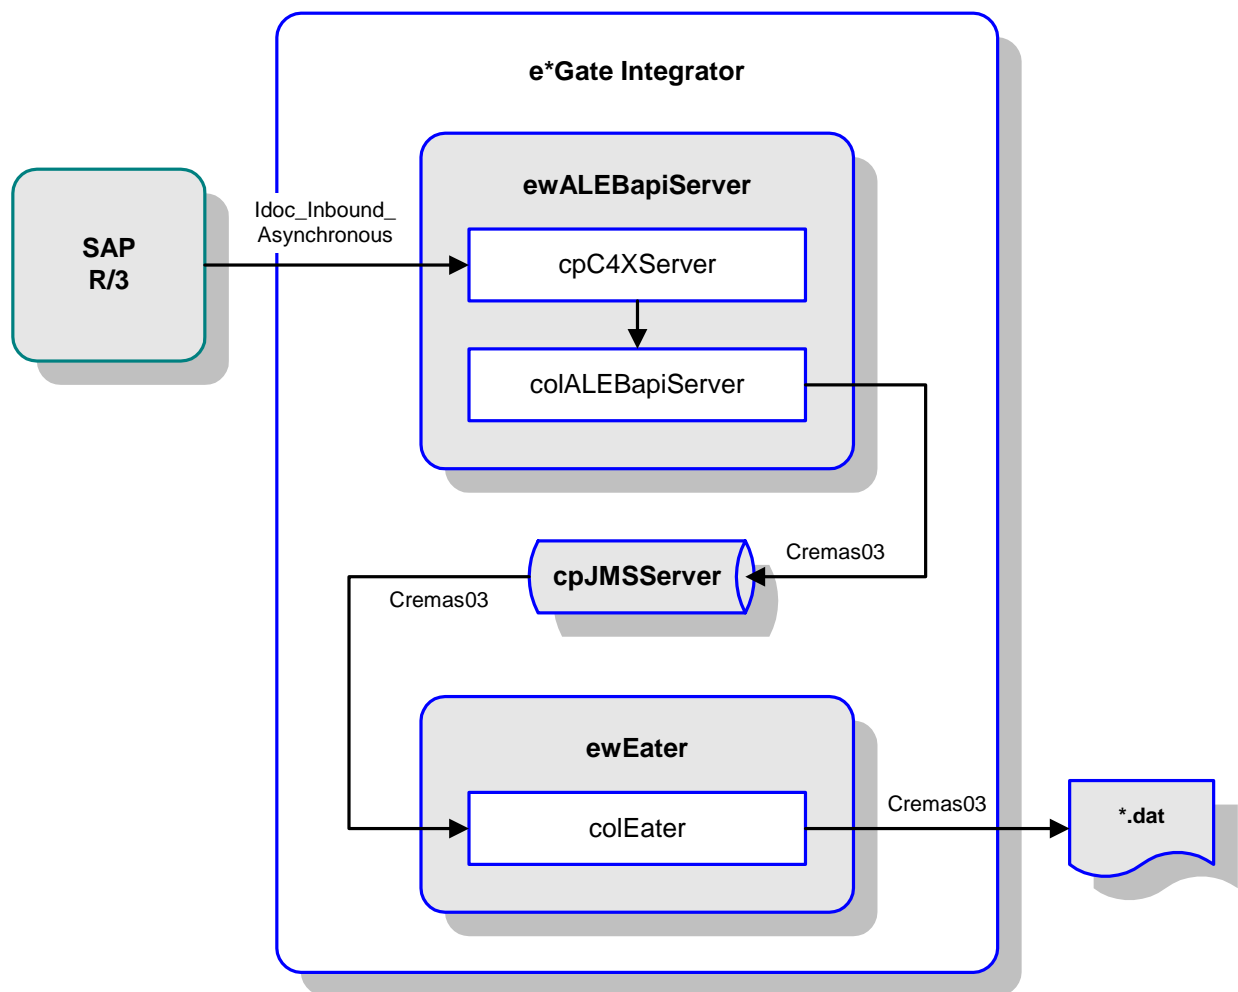 e*Gate Integrator
ewALEBapiServer
SAP
R/3
Idoc_Inbound_
Asynchronous
cpC4XServer
colALEBapiServer
Cremas03
cpJMSServer
Cremas03
ewEater
colEater
Cremas03
*.dat